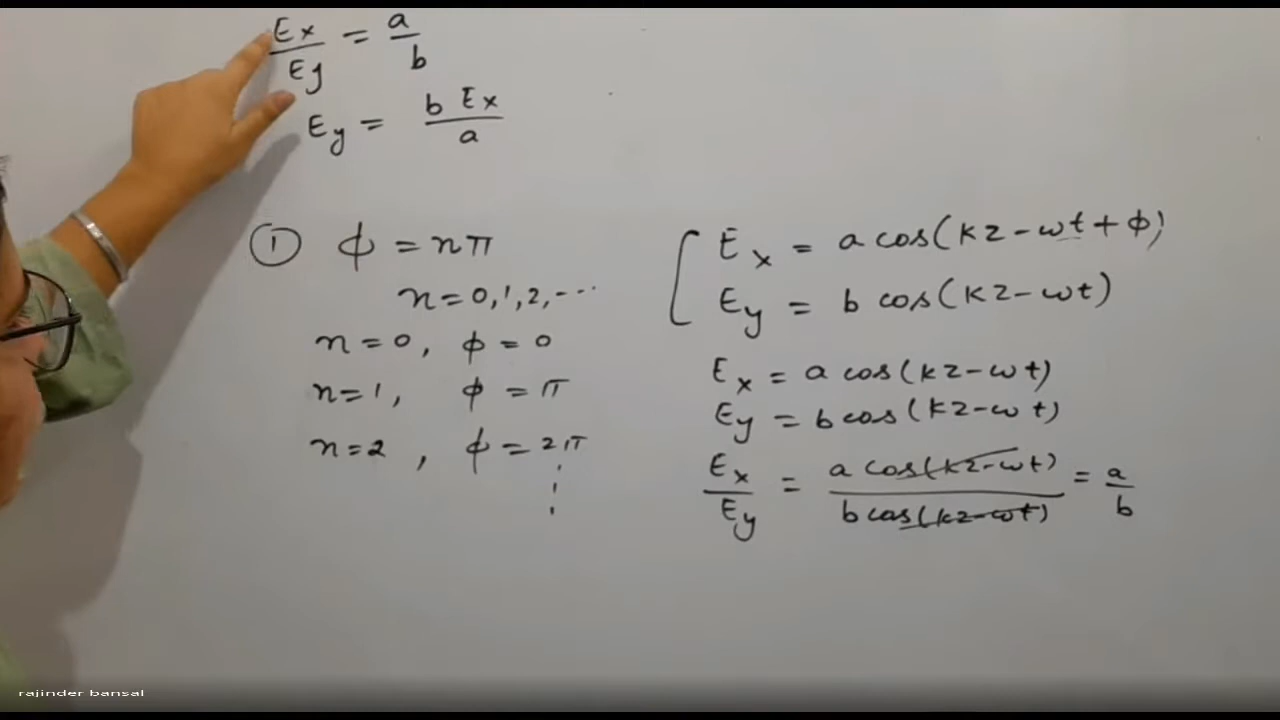 Ex/Ey = a/b
Ey = b Ex/a
① ϕ = nπ
n=0,1,2,---
n=0, ϕ=0
n=1, ϕ=π
n=2, ϕ=2π
Ex = a cos(kz-ωt+ϕ)
Ey = b cos(kz-ωt)
Ex = a cos(kz-ωt)
Ey = b cos(kz-ωt)
Ex/Ey = a cos(kz-ωt)/b cos(kz-ωt) = a/b
rajinder bansal